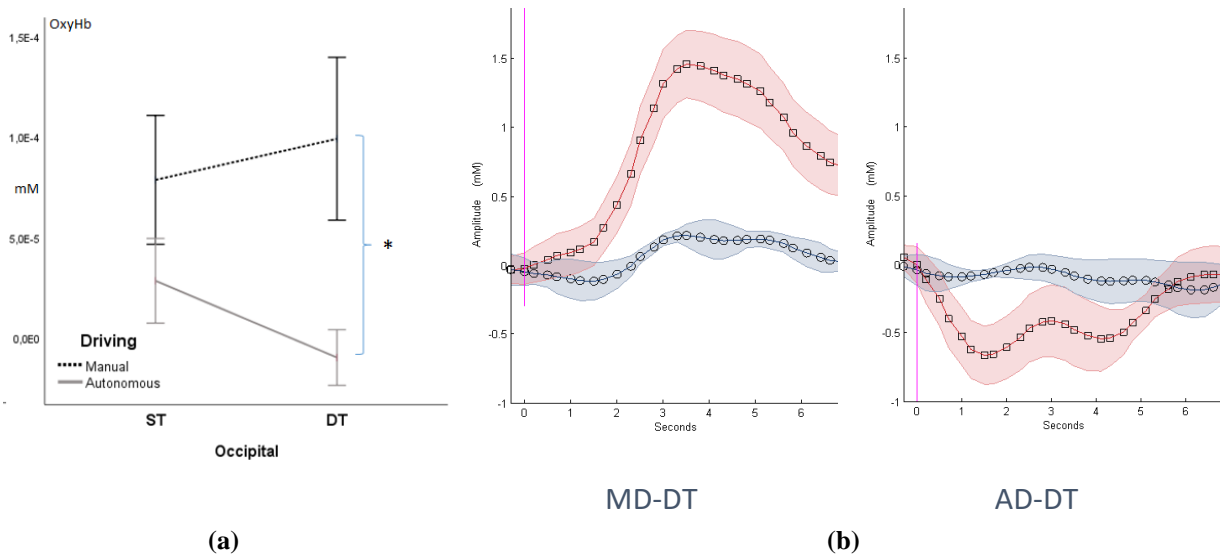 OxyHb
1,5E-4
1,0E-4
mM
5,0E-5
*
0,0E0
Driving
Manual
Autonomous
-
ST DT
Occipital
(a)
1.5
1
0.5
0
-0.5
-1
Amplitude (mM)
0 1 2 3 4 5 6
Seconds
MD-DT
1.5
1
0.5
0
-0.5
-1
Amplitude (mM)
0 1 2 3 4 5 6
Seconds
AD-DT
(b)